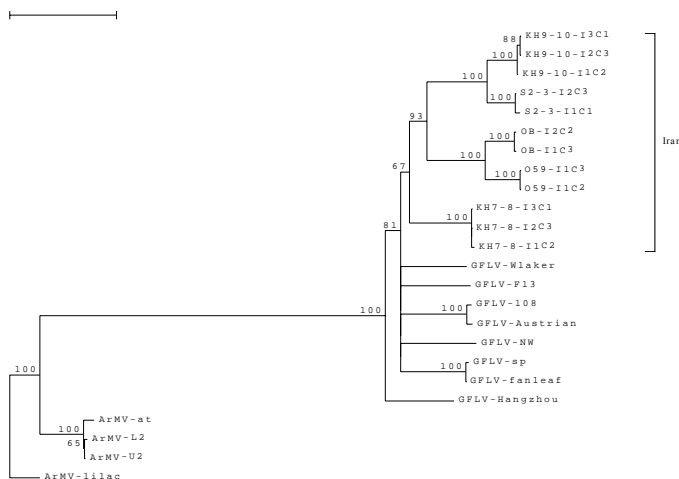 88
KH9-10-I3C1
KH9-10-I2C3
100
KH9-10-I1C2
100
S2-3-I2C3
100
S2-3-I1C1
93
OB-I2C2
100
OB-I1C3
Iran
67
O59-I1C3
100
O59-I1C2
KH7-8-I3C1
100
KH7-8-I2C3
81
KH7-8-I1C2
GFLV-Wlaker
GFLV-F13
GFLV-108
100
100
GFLV-Austrian
GFLV-NW
GFLV-sp
100
100
GFLV-fanleaf
GFLV-Hangzhou
ArMV-at
100
ArMV-L2
65
ArMV-U2
ArMV-lilac